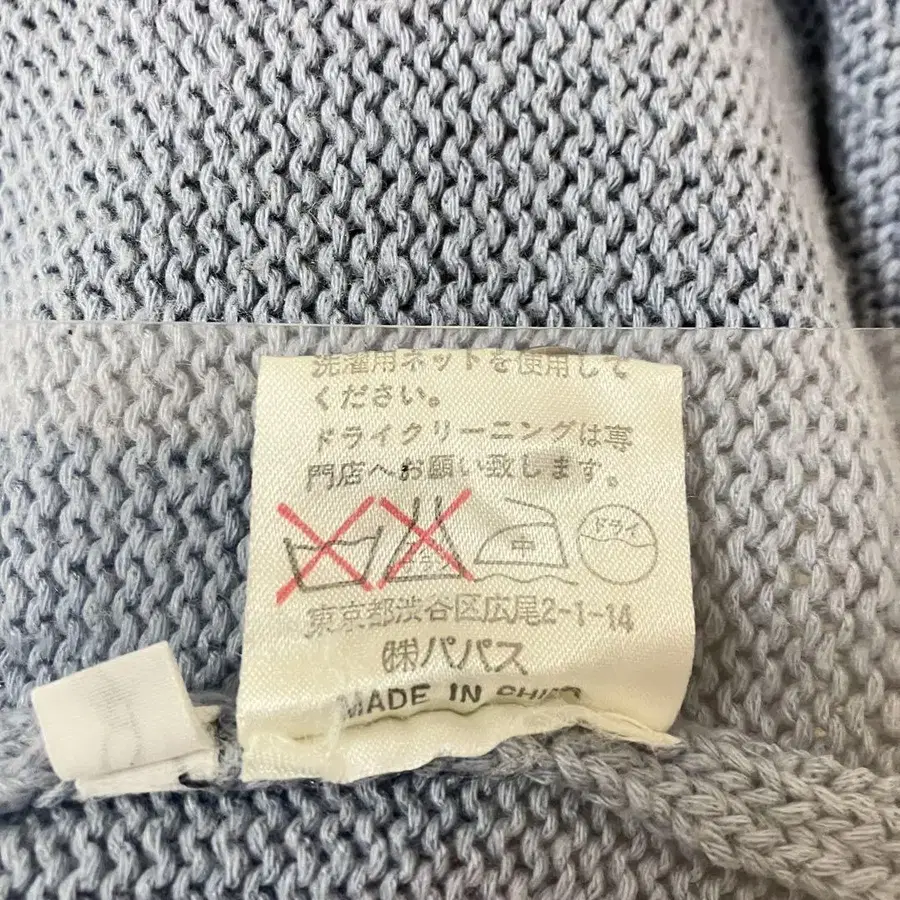 洗濯用ネットを使用して
ください。
ドライクリーニングは専
門店へお願い致します。
中
ドライ
東京都渋谷区広尾2-1-14
㈱パパス
MADE IN CHINA